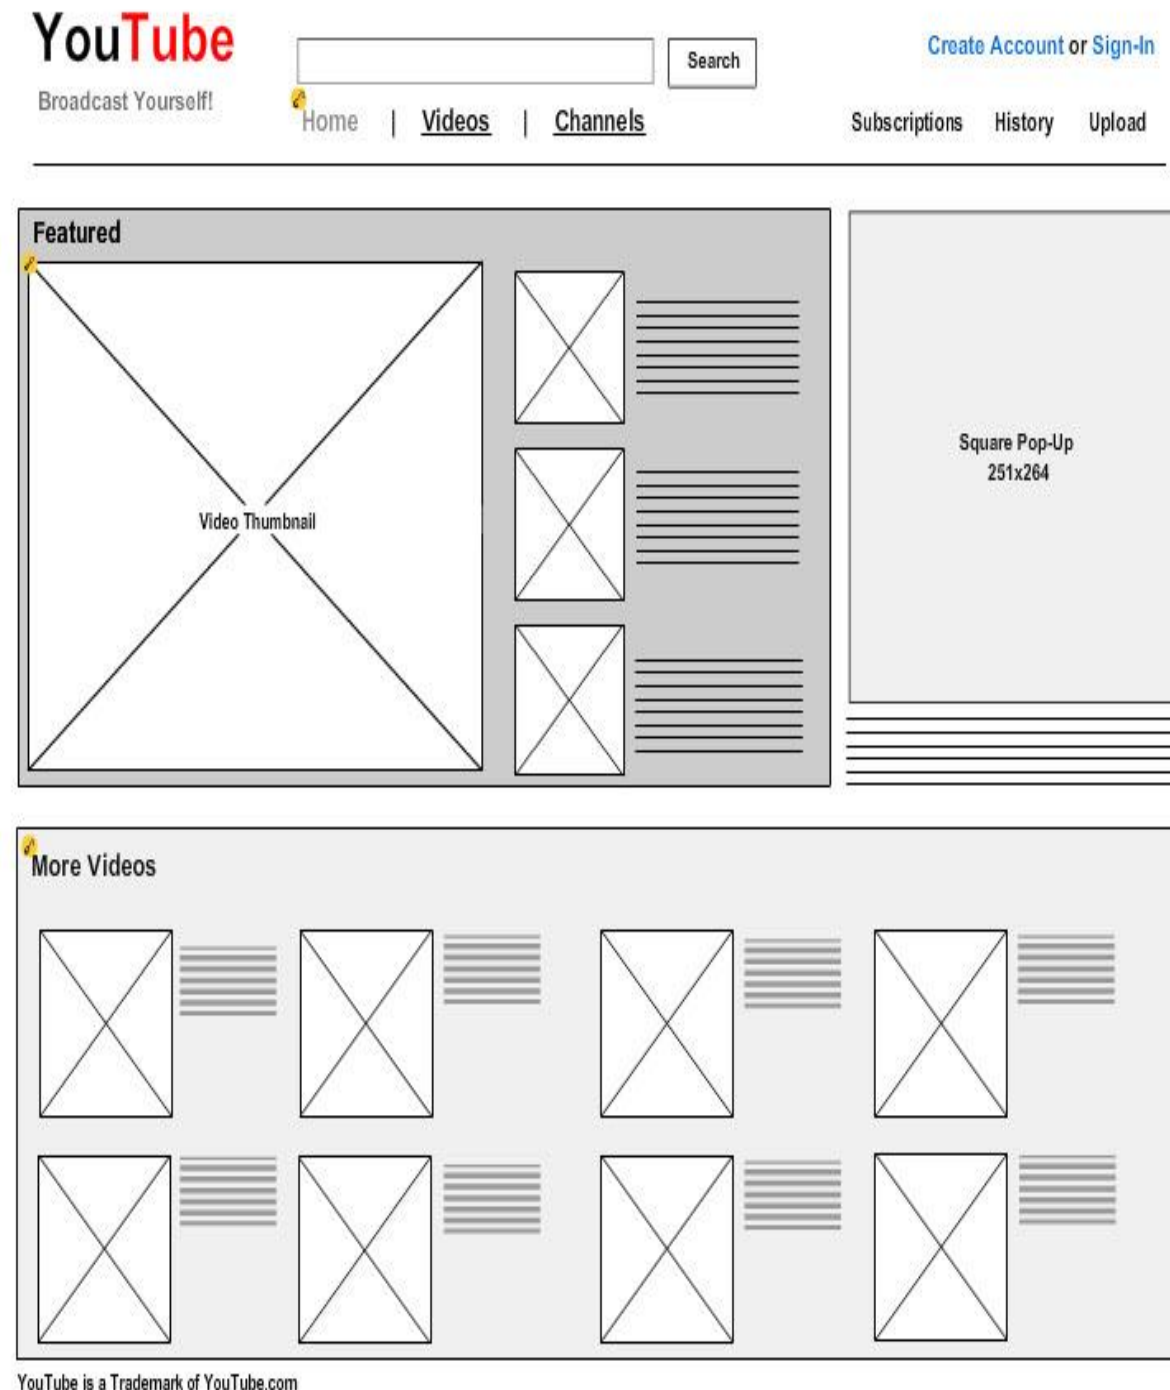 YouTube
Broadcast Yourself!
Search
Create Account or Sign-In
Home | Videos | Channels
Subscriptions History Upload
Featured
Video Thumbnail
Square Pop-Up
251x264
More Videos
YouTube is a Trademark of YouTube.com